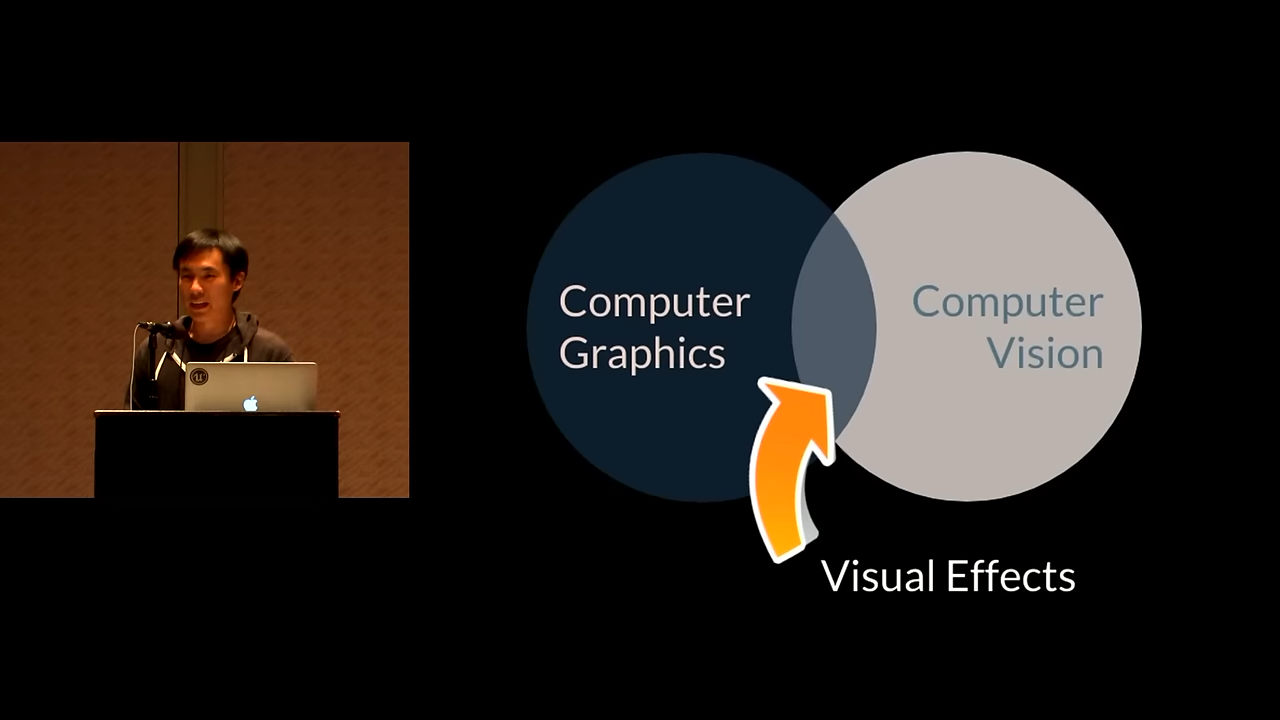 Computer
Graphics
Computer
Vision
Visual Effects